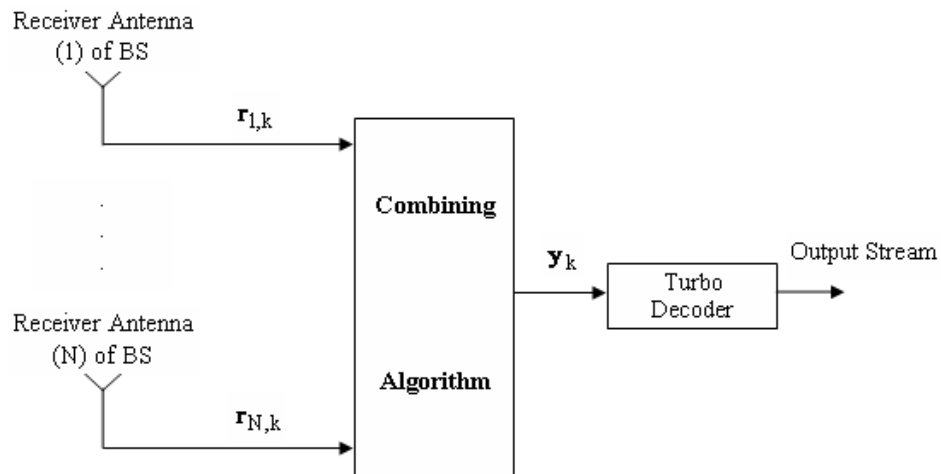 Receiver Antenna
(1) of BS
r1,k
Combining
Algorithm
yk
Turbo
Decoder
Output Stream
.
.
.
Receiver Antenna
(N) of BS
rN,k